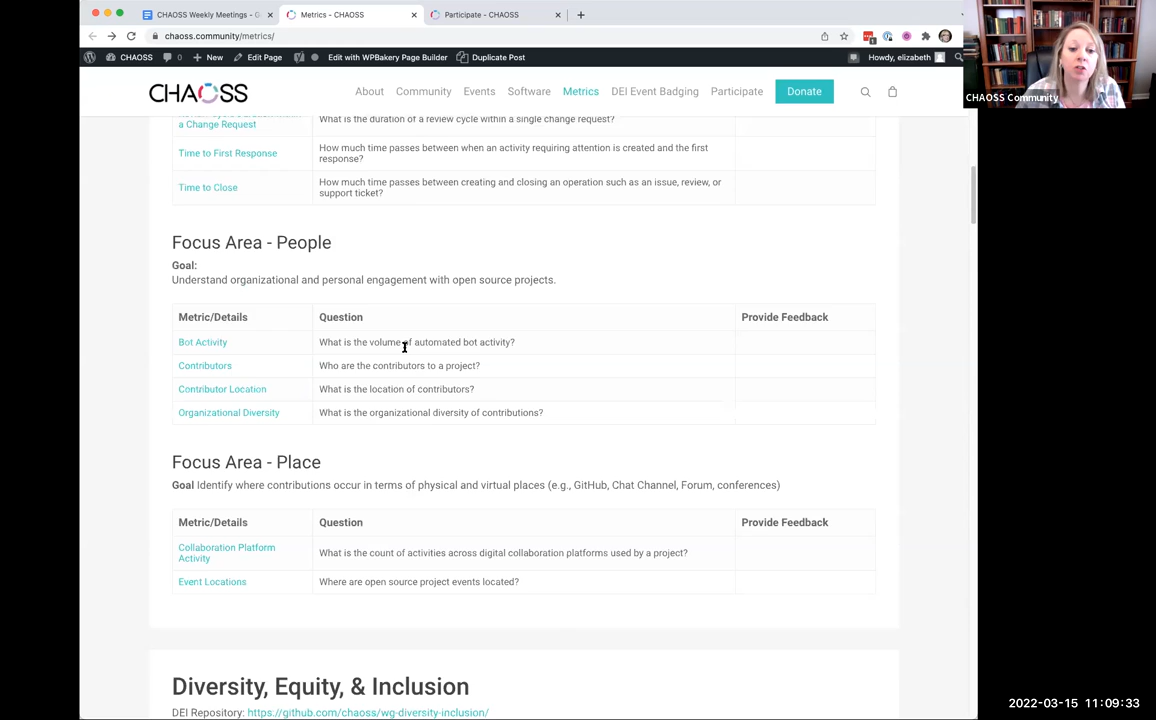 CHAOSS Weekly Meetings - G
Metrics - CHAOSS
Participate - CHAOSS
chaoss.community/metrics/
CHAOSS
0
New
Edit Page
Edit with WPBakery Page Builder
Duplicate Post
Howdy, elizabeth
CHAOSS Community
CHAOSS
About
Community
Events
Software
Metrics
DEI Event Badging
Participate
Donate
a Change Request
What is the duration of a review cycle within a single change request?
Time to First Response
How much time passes between when an activity requiring attention is created and the first
response?
Time to Close
How much time passes between creating and closing an operation such as an issue, review, or
support ticket?
Focus Area - People
Goal:
Understand organizational and personal engagement with open source projects.
Metric/Details
Question
Provide Feedback
Bot Activity
What is the volume of automated bot activity?
Contributors
Who are the contributors to a project?
Contributor Location
What is the location of contributors?
Organizational Diversity
What is the organizational diversity of contributions?
Focus Area - Place
Goal Identify where contributions occur in terms of physical and virtual places (e.g., GitHub, Chat Channel, Forum, conferences)
Metric/Details
Question
Provide Feedback
Collaboration Platform
Activity
What is the count of activities across digital collaboration platforms used by a project?
Event Locations
Where are open source project events located?
Diversity, Equity, & Inclusion
DEI Repository: https://github.com/chaoss/wg-diversity-inclusion/
2022-03-15 11:09:33